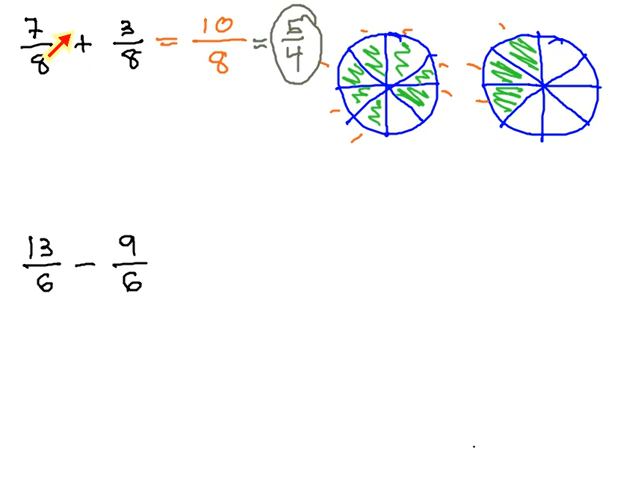 7/8 + 3/8 = 10/8 = 5/4
13/6 - 9/6